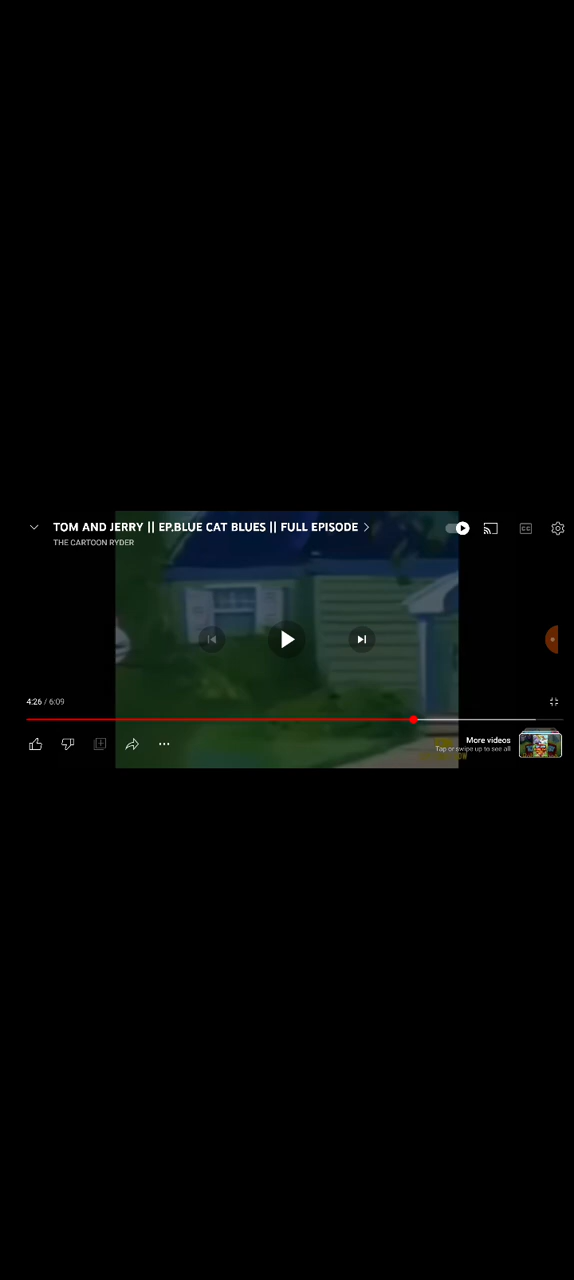 TOM AND JERRY || EP.BLUE CAT BLUES || FULL EPISODE
THE CARTOON RYDER
CC
4:26 / 6:09
More videos
Tap or swipe up to see all